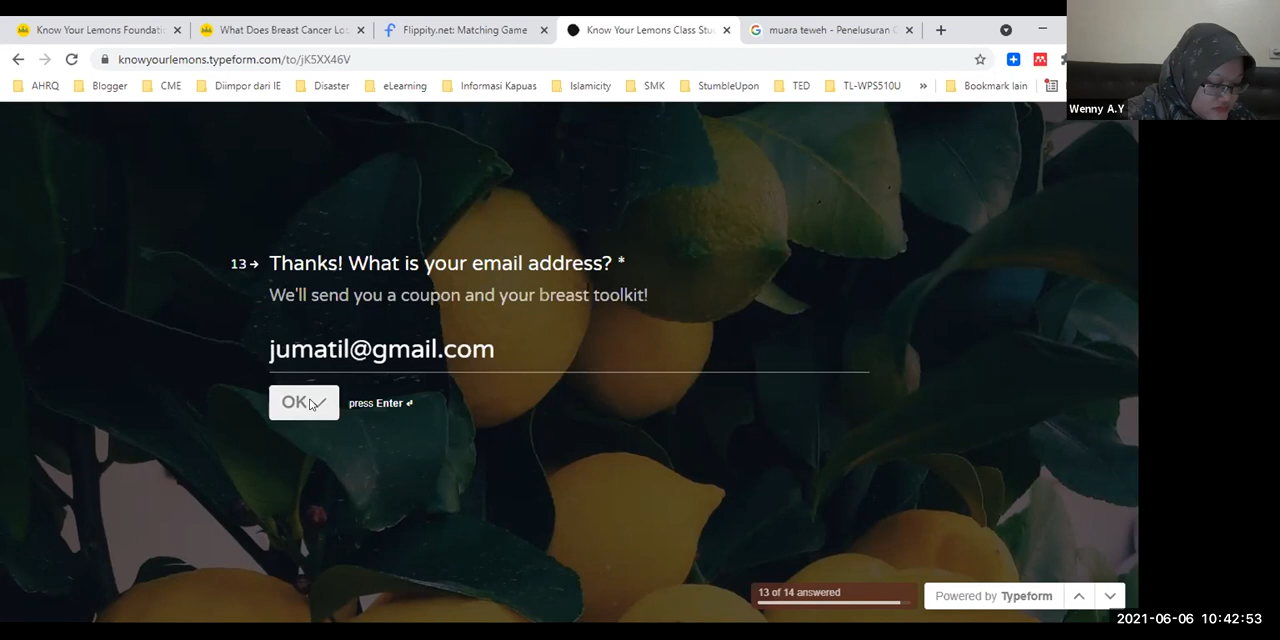 Know Your Lemons Foundati
What Does Breast Cancer Lo
Flippity.net: Matching Game
Know Your Lemons Class Stu
muara teweh - Penelusuran G
knowyourlemons.typeform.com/to/jK5XX46V
AHRQ
Blogger
CME
Diimpor dari IE
Disaster
eLearning
Informasi Kapuas
Islamicity
SMK
StumbleUpon
TED
TL-WPS510U
»
Bookmark lain
Wenny A.Y
13 Thanks! What is your email address? *
We'll send you a coupon and your breast toolkit!
jumatil@gmail.com
OK
press Enter ↵
13 of 14 answered
Powered by Typeform
2021-06-06 10:42:53